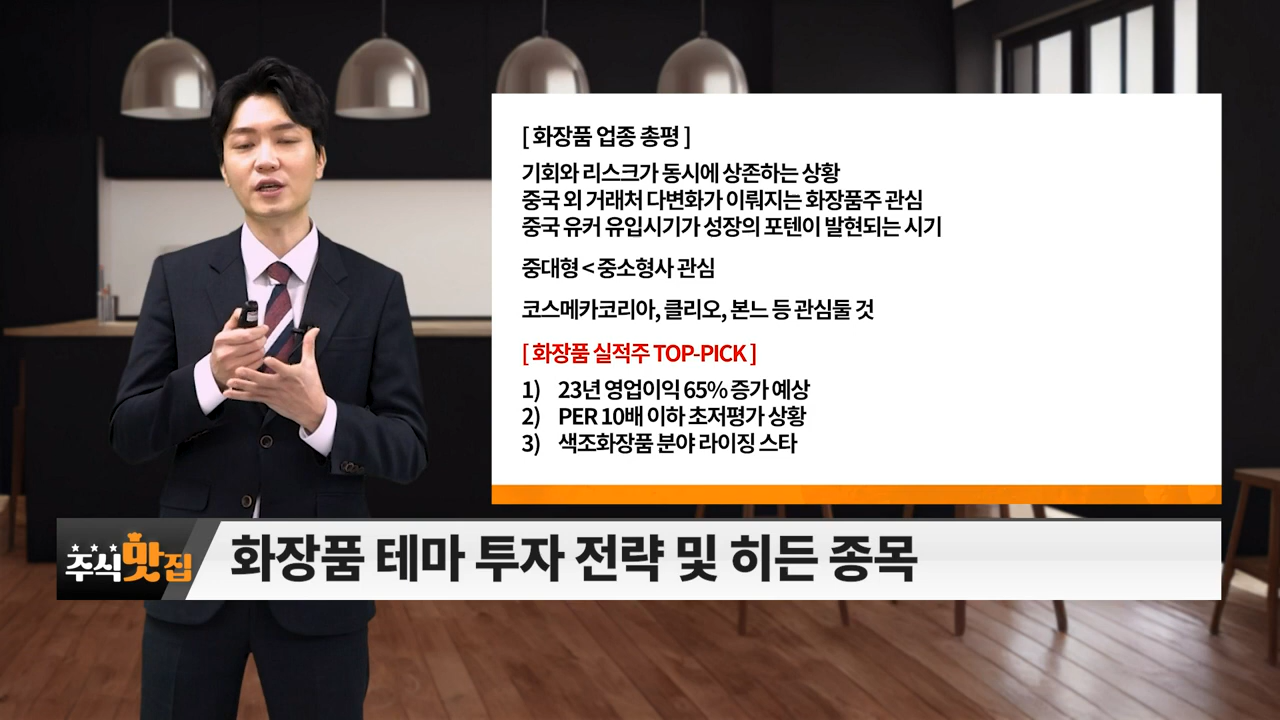 [ 화장품 업종 총평 ]
기회와 리스크가 동시에 상존하는 상황
중국 외 거래처 다변화가 이뤄지는 화장품주 관심
중국 유커 유입시기가 성장의 포텐이 발현되는 시기
중대형 < 중소형사 관심
코스메카코리아, 클리오, 본느 등 관심둘 것
[ 화장품 실적주 TOP-PICK ]
1) 23년 영업이익 65% 증가 예상
2) PER 10배 이하 초저평가 상황
3) 색조화장품 분야 라이징 스타
주식맛집
화장품 테마 투자 전략 및 히든 종목